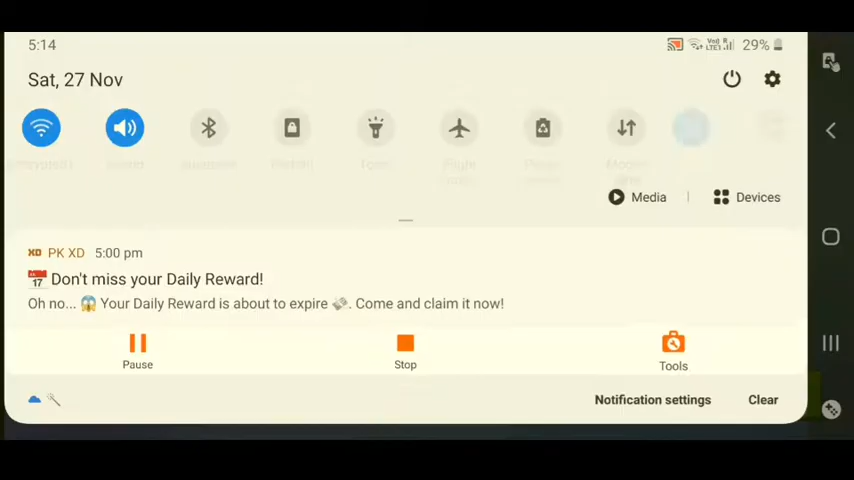 5:14
29%
Sat, 27 Nov
Media | Devices
XD PK XD 5:00 pm
Don't miss your Daily Reward!
Oh no... 😱 Your Daily Reward is about to expire 💸. Come and claim it now!
Pause Stop Tools
Notification settings Clear